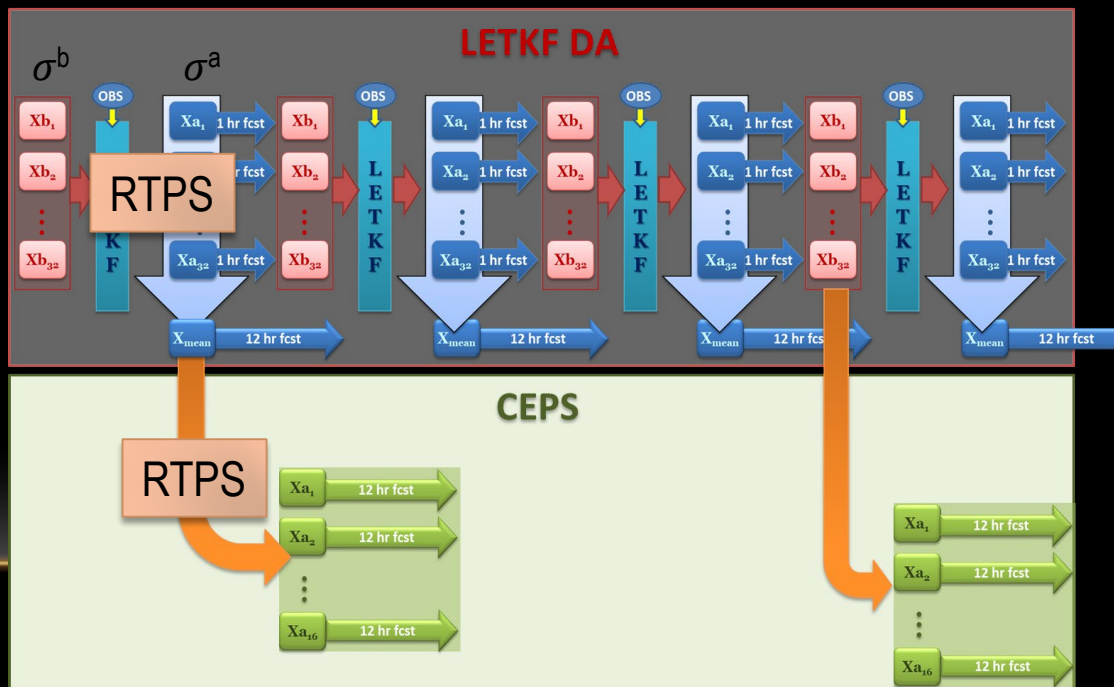 LETKF DA
σb σa
OBS OBS OBS OBS
Xb1 Xa1 1 hr fcst Xb1 Xa1 1 hr fcst Xb1 Xa1 1 hr fcst Xb1 Xa1 1 hr fcst
Xb2 fcst Xb2 Xa2 1 hr fcst Xb2 Xa2 1 hr fcst Xb2 Xa2 1 hr fcst
RTPS
KF
LETKF
LETKF
LETKF
Xb32 Xa32 1 hr fcst Xb32 Xa32 1 hr fcst Xb32 Xa32 1 hr fcst Xb32 Xa32 1 hr fcst
Xmean 12 hr fcst Xmean 12 hr fcst Xmean 12 hr fcst Xmean 12 hr fcst
CEPS
RTPS
Xa1 12 hr fcst
Xa2 12 hr fcst
Xa16 12 hr fcst
Xa1 12 hr fcst
Xa2 12 hr fcst
Xa16 12 hr fcst